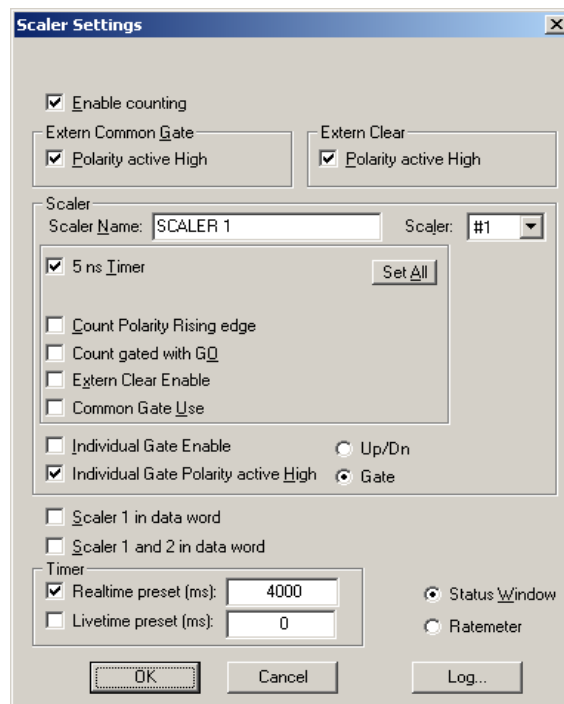 Scaler Settings
Enable counting
Extern Common Gate
Extern Clear
Polarity active High
Polarity active High
Scaler
Scaler Name: SCALER 1 Scaler: #1
5 ns Timer
Set All
Count Polarity Rising edge
Count gated with GO
Extern Clear Enable
Common Gate Use
Individual Gate Enable
Up/Dn
Individual Gate Polarity active High
Gate
Scaler 1 in data word
Scaler 1 and 2 in data word
Timer
Realtime preset (ms): 4000
Status Window
Livetime preset (ms): 0
Ratemeter
OK
Cancel
Log...